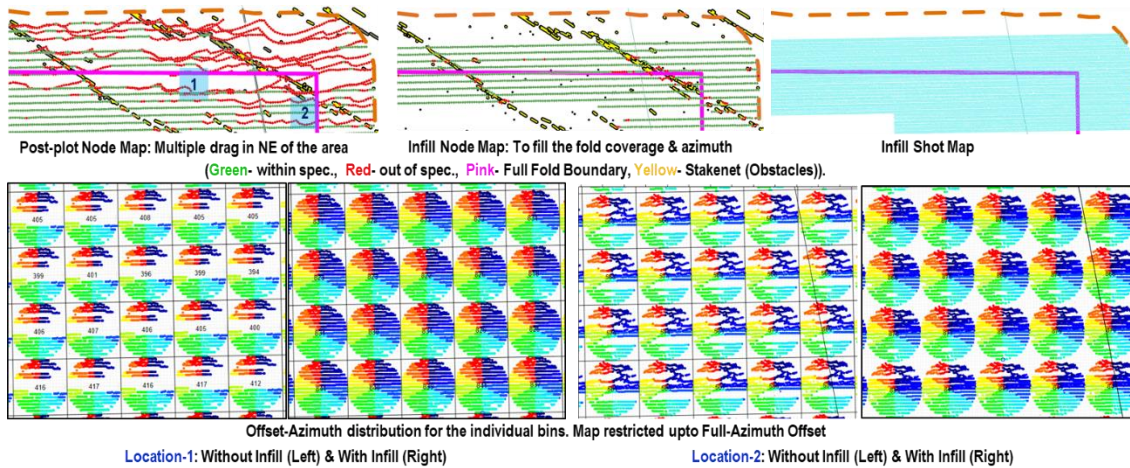 1
2
Post-plot Node Map: Multiple drag in NE of the area
Infill Node Map: To fill the fold coverage & azimuth
Infill Shot Map
(Green- within spec., Red- out of spec., Pink- Full Fold Boundary, Yellow- Stakenet (Obstacles)).
405 405 408 405 405
399 401 396 399 394
406 407 406 405 400
416 417 416 417 412
Offset-Azimuth distribution for the individual bins. Map restricted upto Full-Azimuth Offset
Location-1: Without Infill (Left) & With Infill (Right)
Location-2: Without Infill (Left) & With Infill (Right)